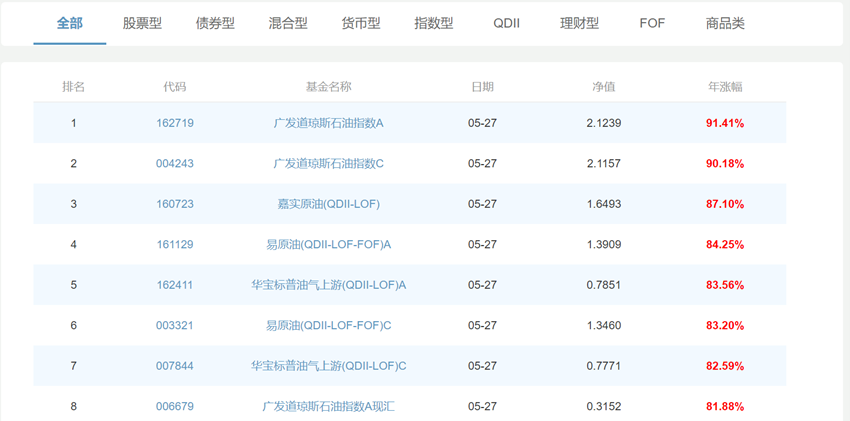 全部 股票型 债券型 混合型 货币型 指数型 QDII 理财型 FOF 商品类
排名 代码 基金名称 日期 净值 年涨幅
1 162719 广发道琼斯石油指数A 05-27 2.1239 91.41%
2 004243 广发道琼斯石油指数C 05-27 2.1157 90.18%
3 160723 嘉实原油(QDII-LOF) 05-27 1.6493 87.10%
4 161129 易原油(QDII-LOF-FOF)A 05-27 1.3909 84.25%
5 162411 华宝标普油气上游(QDII-LOF)A 05-27 0.7851 83.56%
6 003321 易原油(QDII-LOF-FOF)C 05-27 1.3460 83.20%
7 007844 华宝标普油气上游(QDII-LOF)C 05-27 0.7771 82.59%
8 006679 广发道琼斯石油指数A现汇 05-27 0.3152 81.88%